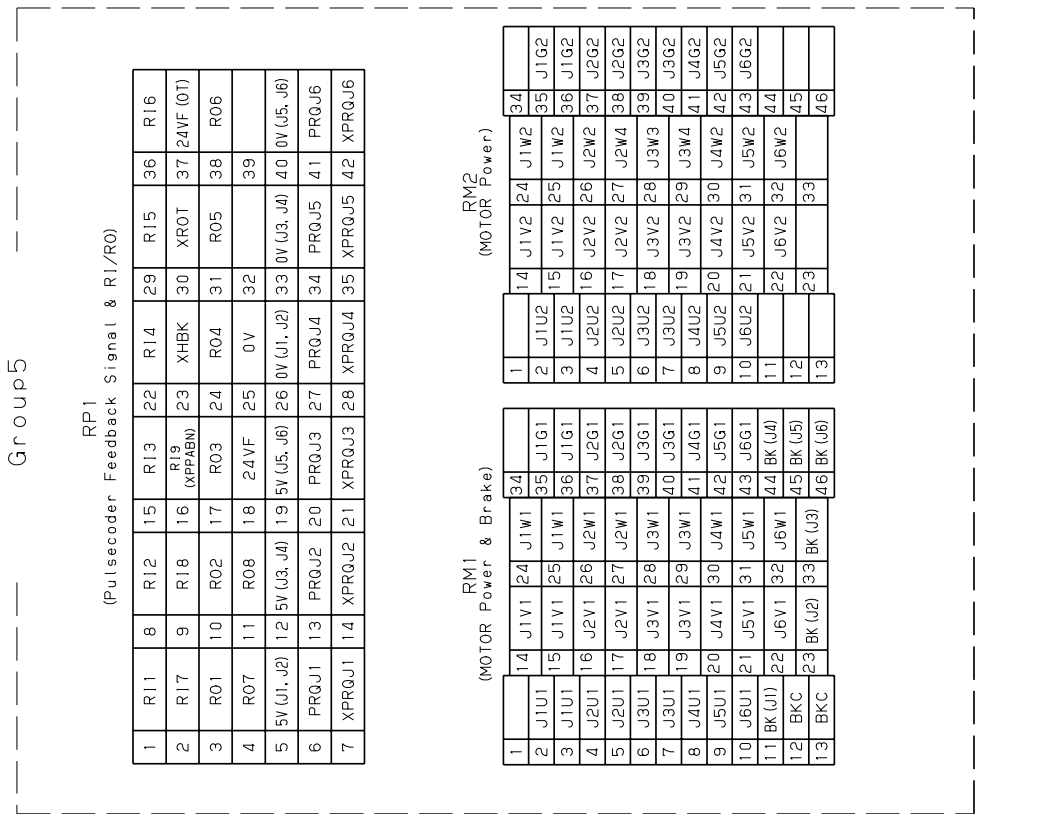 Group5
RP1
(Pulsecoder Feedback Signal & RI/RO)
1 RI1 8 RI2 15 RI3 22 RI4 29 RI5 36 RI6
2 RI7 9 RI8 16 RI9 (XPPABN) 23 XHBK 30 XROT 37 24VF (OT)
3 RO1 10 RO2 17 RO3 24 RO4 31 RO5 38 RO6
4 RO7 11 RO8 18 24VF 25 0V 32 39
5 5V (J1, J2) 12 5V (J3, J4) 19 5V (J5, J6) 26 0V (J1, J2) 33 0V (J3, J4) 40 0V (J5, J6)
6 PRQJ1 13 PRQJ2 20 PRQJ3 27 PRQJ4 34 PRQJ5 41 PRQJ6
7 XPRQJ1 14 XPRQJ2 21 XPRQJ3 28 XPRQJ4 35 XPRQJ5 42 XPRQJ6
RM1
(MOTOR Power & Brake)
1
2 J1U1
3 J1U1
4 J2U1
5 J2U1
6 J3U1
7 J3U1
8 J4U1
9 J5U1
10 J6U1
11 BK (J1)
12 BKC
13 BKC
14 J1V1
15 J1V1
16 J2V1
17 J2V1
18 J3V1
19 J3V1
20 J4V1
21 J5V1
22 J6V1
23 BK (J2)
24 J1W1
25 J1W1
26 J2W1
27 J2W1
28 J3W1
29 J3W1
30 J4W1
31 J5W1
32 J6W1
33 BK (J3)
34
35 J1G1
36 J1G1
37 J2G1
38 J2G1
39 J3G1
40 J3G1
41 J4G1
42 J5G1
43 J6G1
44 BK (J4)
45 BK (J5)
46 BK (J6)
RM2
(MOTOR Power)
1
2 J1U2
3 J1U2
4 J2U2
5 J2U2
6 J3U2
7 J3U2
8 J4U2
9 J5U2
10 J6U2
11
12
13
14 J1V2
15 J1V2
16 J2V2
17 J2V2
18 J3V2
19 J3V2
20 J4V2
21 J5V2
22 J6V2
23
24 J1W2
25 J1W2
26 J2W2
27 J2W4
28 J3W3
29 J3W4
30 J4W2
31 J5W2
32 J6W2
33
34
35 J1G2
36 J1G2
37 J2G2
38 J2G2
39 J3G2
40 J3G2
41 J4G2
42 J5G2
43 J6G2
44
45
46